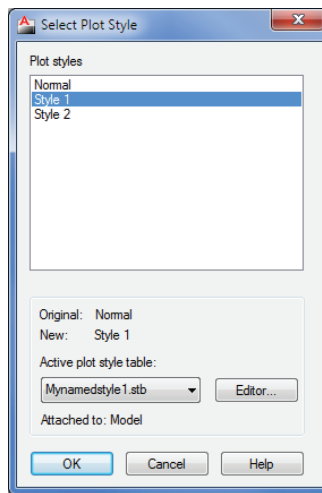 Select Plot Style
Plot styles
Normal
Style 1
Style 2
Original: Normal
New: Style 1
Active plot style table:
Mynamedstyle1.stb
Editor...
Attached to: Model
OK Cancel Help